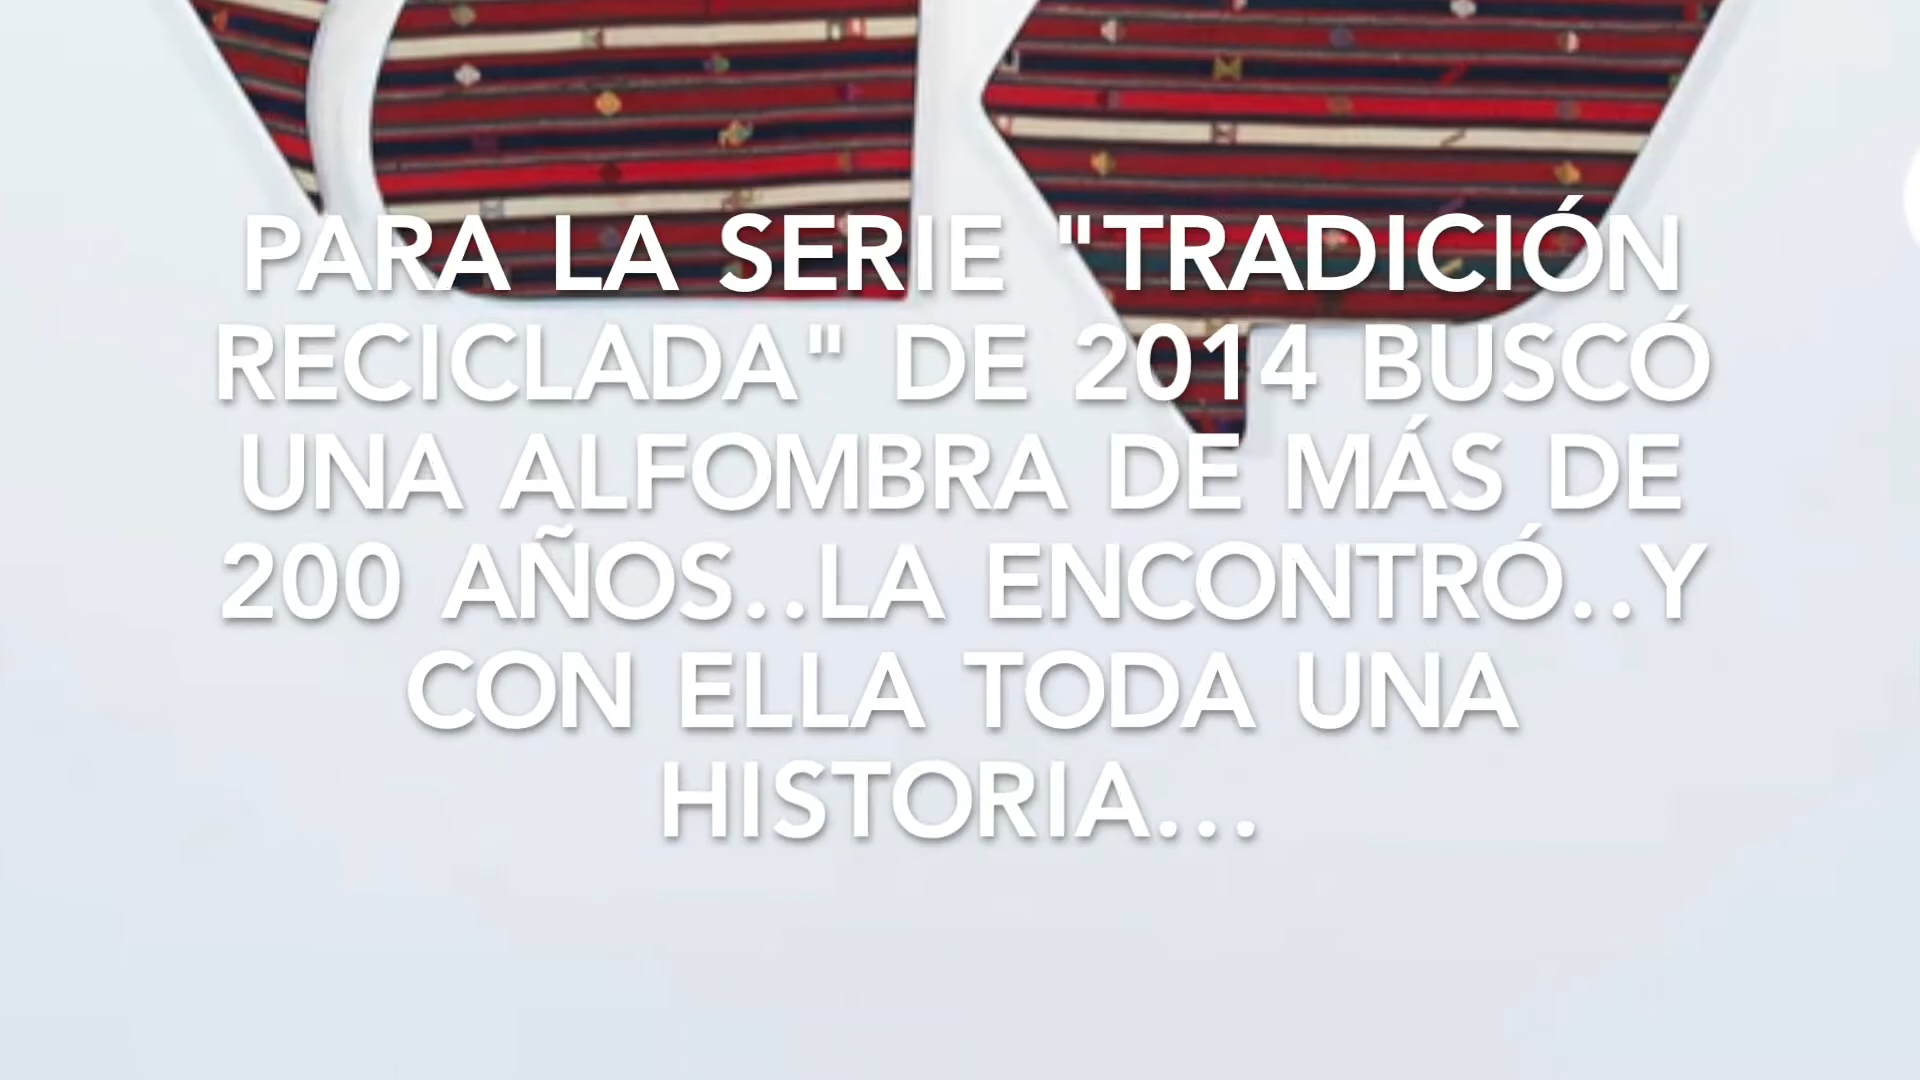 PARA LA SERIE "TRADICIÓN
RECICLADA" DE 2014 BUSCÓ
UNA ALFOMBRA DE MÁS DE
200 AÑOS..LA ENCONTRÓ..Y
CON ELLA TODA UNA
HISTORIA...